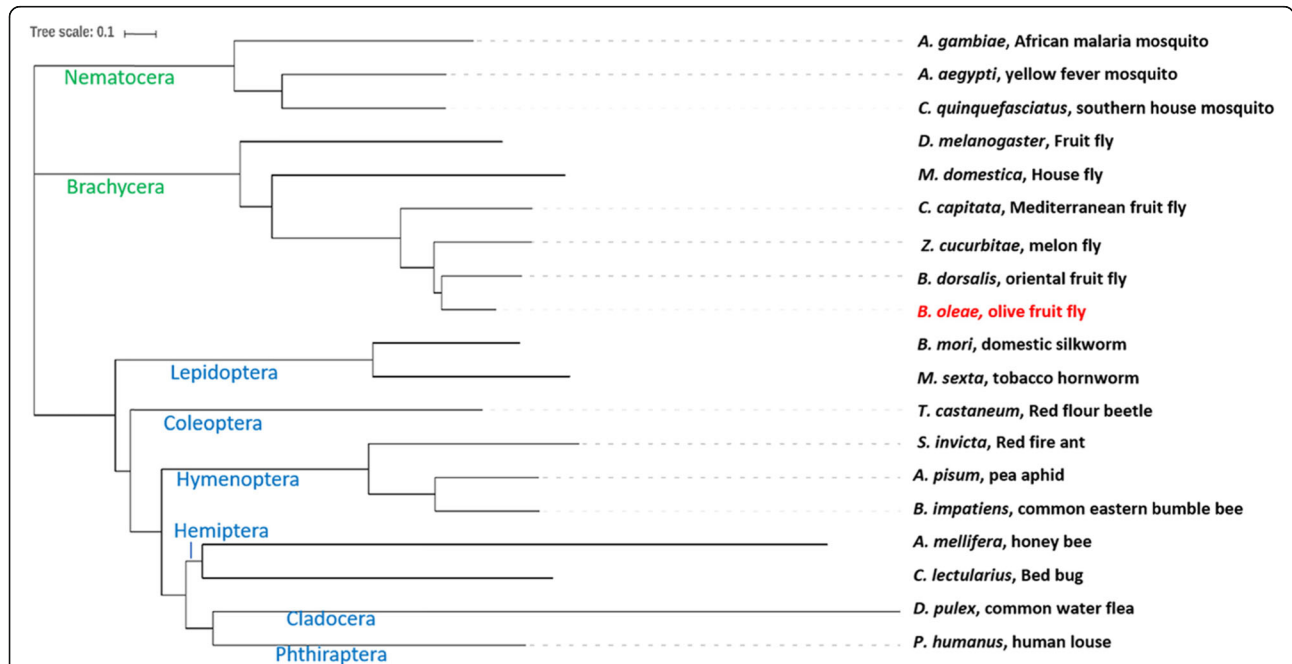 Tree scale: 0.1
A. gambiae, African malaria mosquito
Nematocera
A. aegypti, yellow fever mosquito
C. quinquefasciatus, southern house mosquito
D. melanogaster, Fruit fly
Brachycera
M. domestica, House fly
C. capitata, Mediterranean fruit fly
Z. cucurbitae, melon fly
B. dorsalis, oriental fruit fly
B. oleae, olive fruit fly
B. mori, domestic silkworm
Lepidoptera
M. sexta, tobacco hornworm
T. castaneum, Red flour beetle
Coleoptera
S. invicta, Red fire ant
Hymenoptera
A. pisum, pea aphid
B. impatiens, common eastern bumble bee
Hemiptera
A. mellifera, honey bee
C. lectularius, Bed bug
D. pulex, common water flea
Cladocera
P. humanus, human louse
Phthiraptera